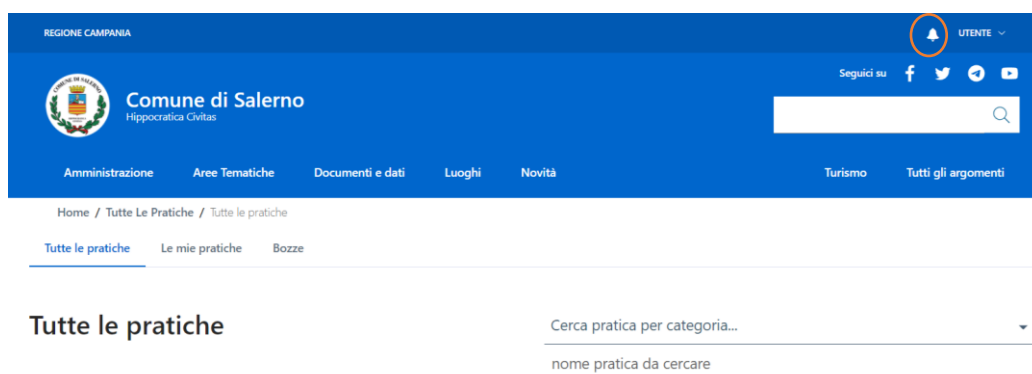 REGIONE CAMPANIA
UTENTE
Seguici su
Comune di Salerno
Hippocratica Civitas
Amministrazione Aree Tematiche Documenti e dati Luoghi Novità Turismo Tutti gli argomenti
Home / Tutte Le Pratiche / Tutte le pratiche
Tutte le pratiche Le mie pratiche Bozze
Tutte le pratiche
Cerca pratica per categoria...
nome pratica da cercare